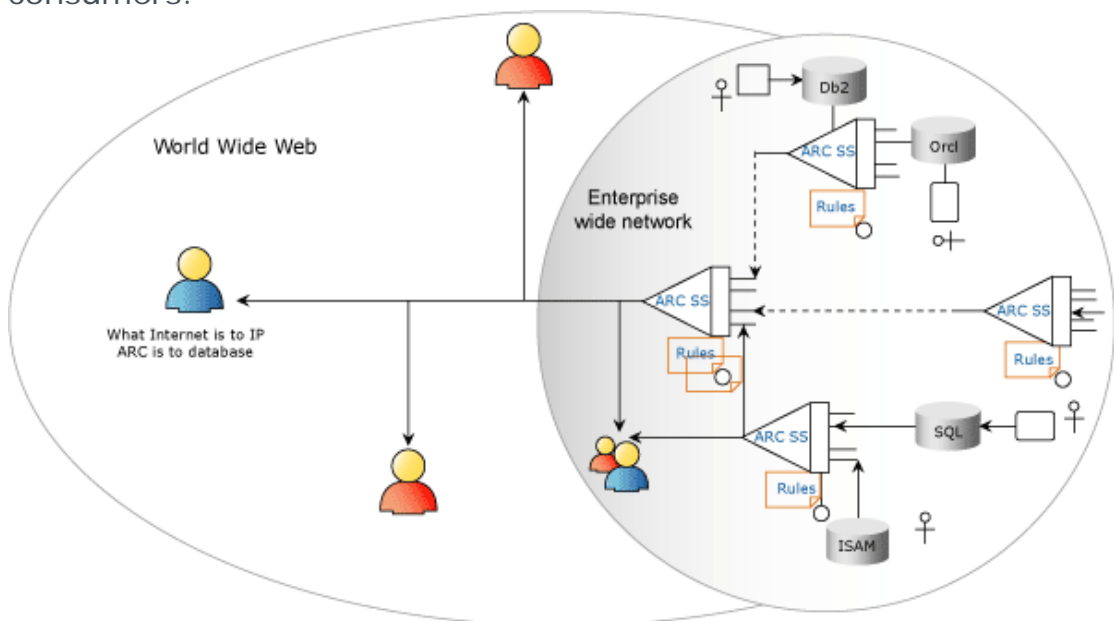 consumers.
World Wide Web
Enterprise
wide network
What Internet is to IP
ARC is to database
Db2
ARC SS
Orcl
Rules
ARC SS
Rules
ARC SS
Rules
ARC SS
SQL
Rules
ISAM